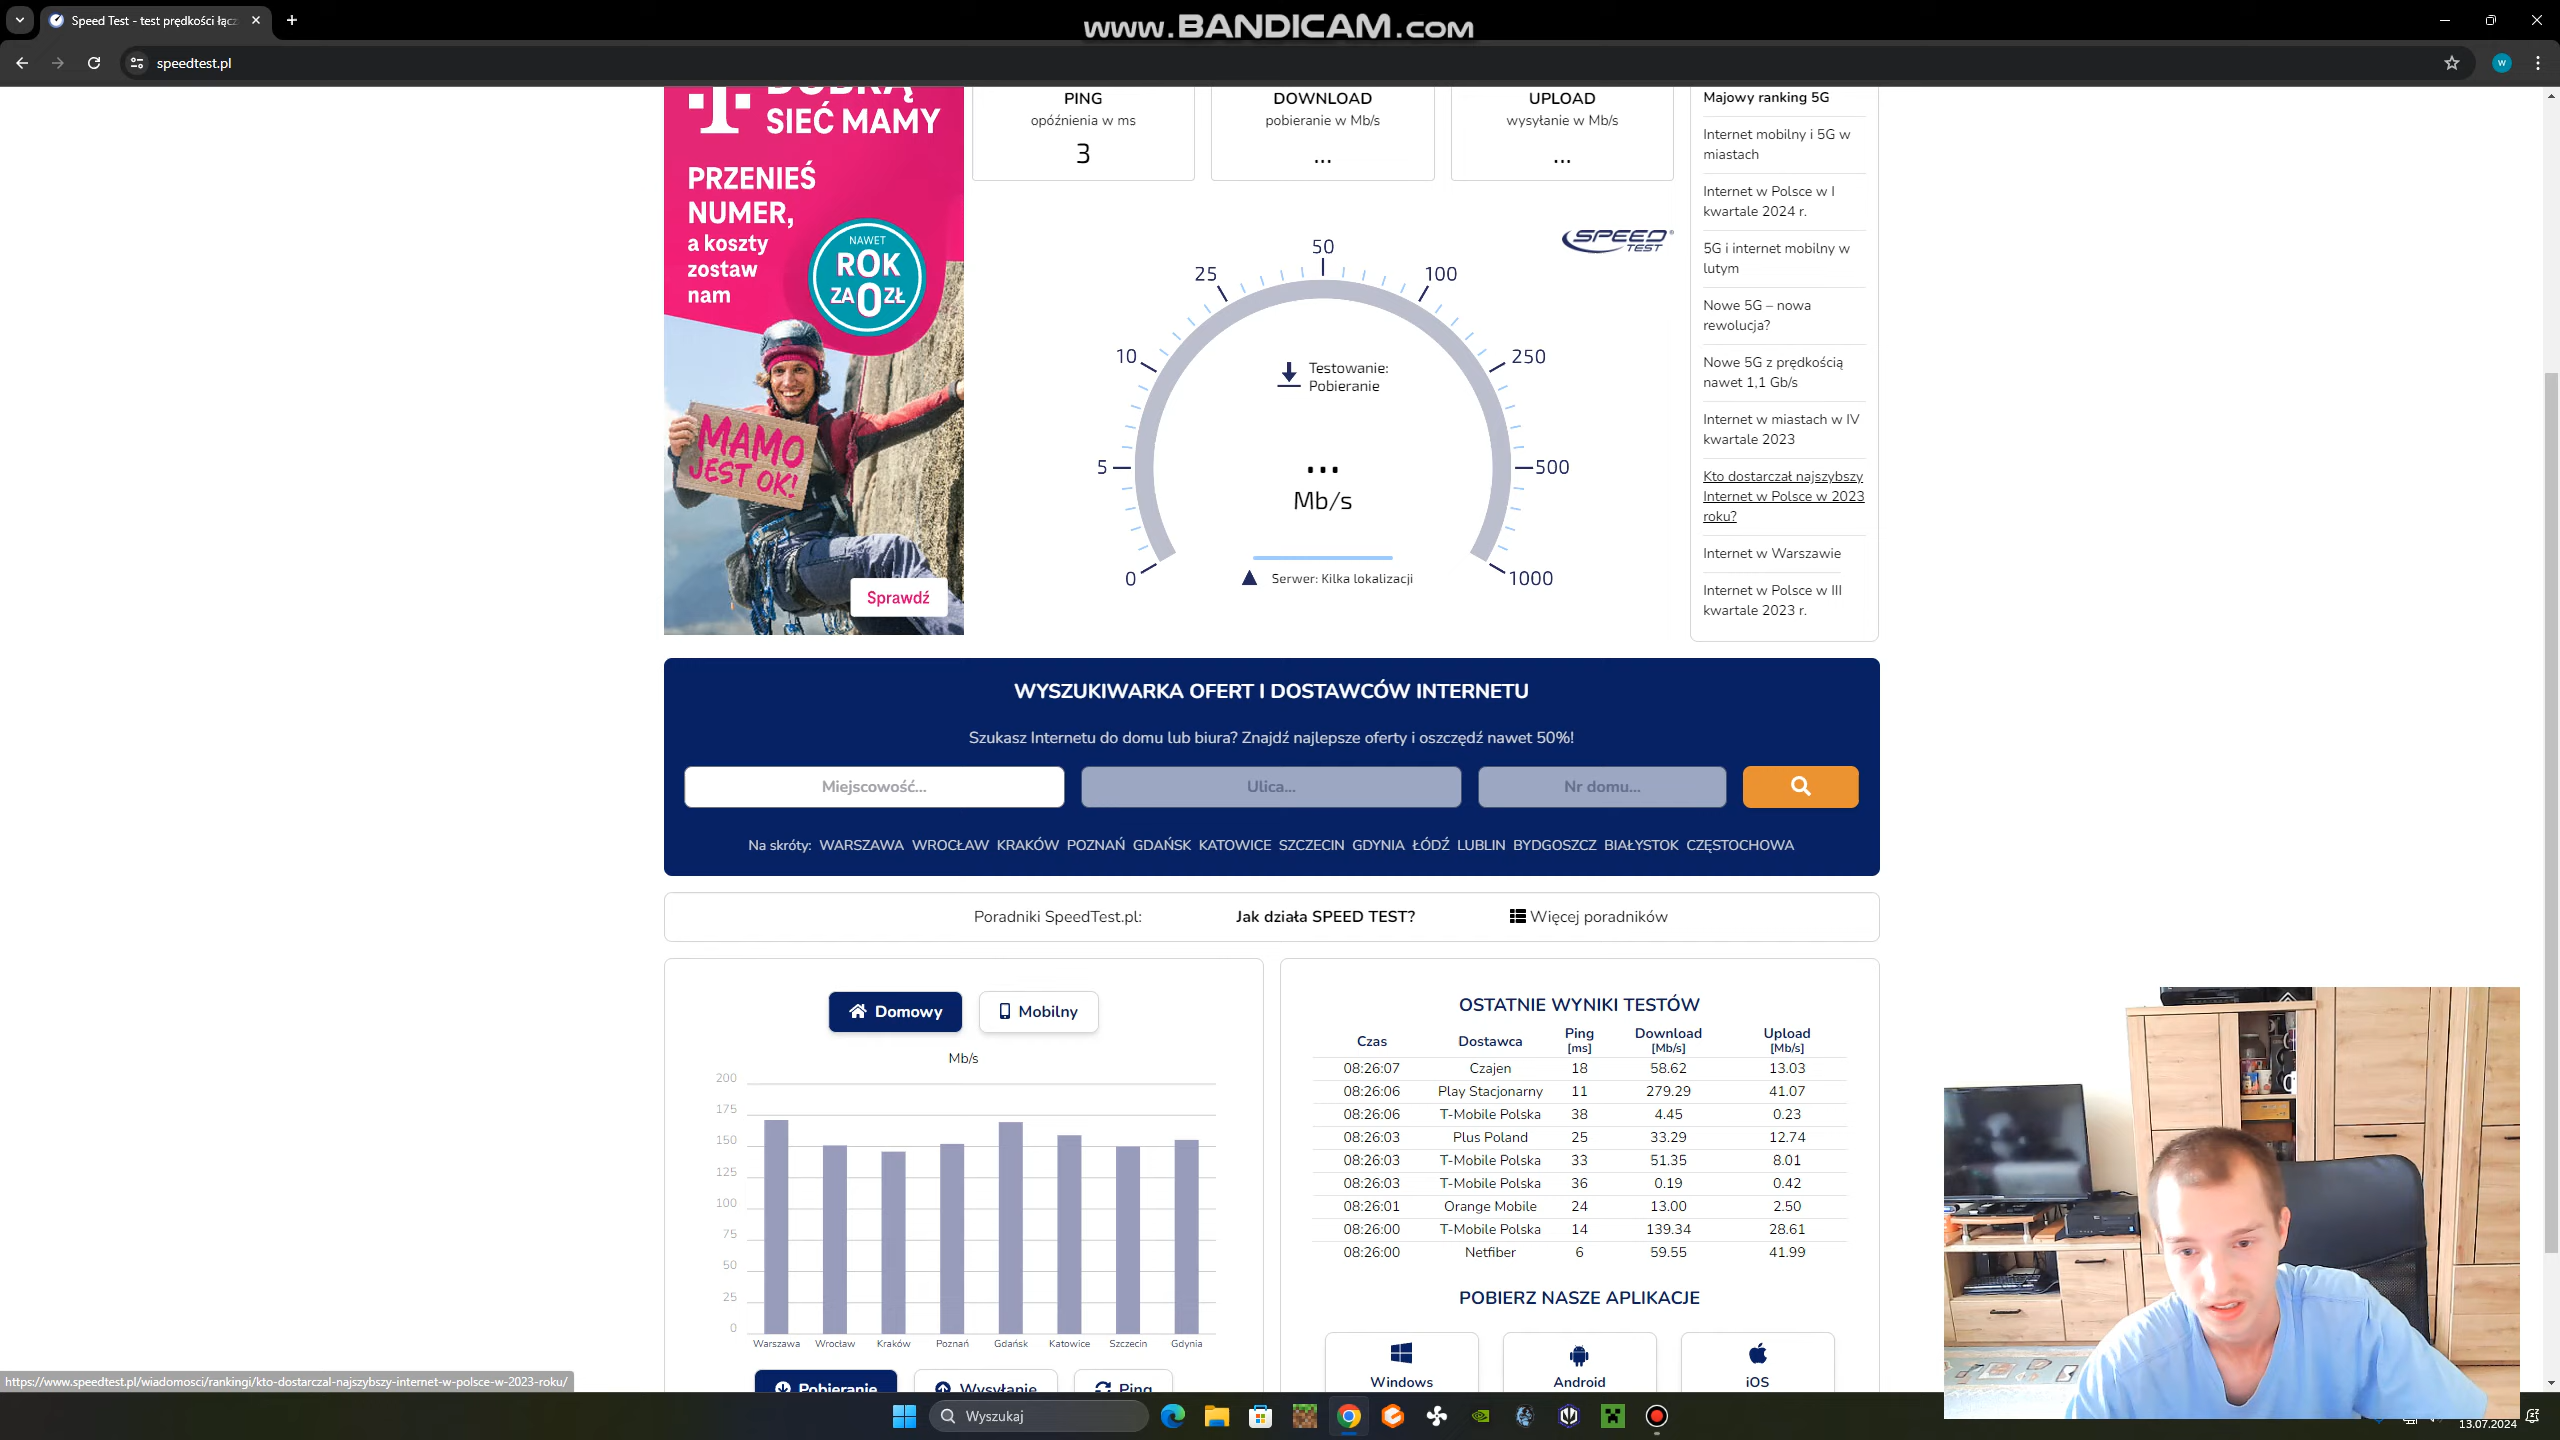 Speed Test - test prędkości łącz
www.BANDICAM.com
speedtest.pl
SIEĆ MAMY
PRZENIEŚ
NUMER,
a koszty
zostaw
nam
NAWET
ROK
ZA 0 ZŁ
MAMO
JEST OK!
Sprawdź
PING
opóźnienia w ms
3
DOWNLOAD
pobieranie w Mb/s
...
UPLOAD
wysyłanie w Mb/s
...
SPEED
TEST
0
5
10
25
50
100
250
500
1000
Testowanie:
Pobieranie
...
Mb/s
Serwer: Kilka lokalizacji
Majowy ranking 5G
Internet mobilny i 5G w
miastach
Internet w Polsce w I
kwartale 2024 r.
5G i internet mobilny w
lutym
Nowe 5G – nowa
rewolucja?
Nowe 5G z prędkością
nawet 1,1 Gb/s
Internet w miastach w IV
kwartale 2023
Kto dostarczał najszybszy
Internet w Polsce w 2023
roku?
Internet w Warszawie
Internet w Polsce w III
kwartale 2023 r.
WYSZUKIWARKA OFERT I DOSTAWCÓW INTERNETU
Szukasz Internetu do domu lub biura? Znajdź najlepsze oferty i oszczędź nawet 50%!
Miejscowość... Ulica... Nr domu...
Na skróty: WARSZAWA WROCŁAW KRAKÓW POZNAŃ GDAŃSK KATOWICE SZCZECIN GDYNIA ŁÓDŹ LUBLIN BYDGOSZCZ BIAŁYSTOK CZĘSTOCHOWA
Poradniki SpeedTest.pl: Jak działa SPEED TEST? Więcej poradników
Domowy Mobilny
Mb/s
200
175
150
125
100
75
50
25
0
Warszawa Wrocław Kraków Poznań Gdańsk Katowice Szczecin Gdynia
Pobieranie Wysyłanie Ping
OSTATNIE WYNIKI TESTÓW
Czas Dostawca Ping [ms] Download [Mb/s] Upload [Mb/s]
08:26:07 Czajen 18 58.62 13.03
08:26:06 Play Stacjonarny 11 279.29 41.07
08:26:06 T-Mobile Polska 38 4.45 0.23
08:26:03 Plus Poland 25 33.29 12.74
08:26:03 T-Mobile Polska 33 51.35 8.01
08:26:03 T-Mobile Polska 36 0.19 0.42
08:26:01 Orange Mobile 24 13.00 2.50
08:26:00 T-Mobile Polska 14 139.34 28.61
08:26:00 Netfiber 6 59.55 41.99
POBIERZ NASZE APLIKACJE
Windows Android iOS
https://www.speedtest.pl/wiadomosci/rankingi/kto-dostarczal-najszybszy-internet-w-polsce-w-2023-roku/
Wyszukaj
13.07.2024